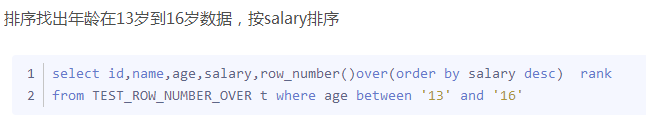 排序找出年龄在13岁到16岁数据，按salary排序
1 select id,name,age,salary,row_number()over(order by salary desc)  rank
2 from TEST_ROW_NUMBER_OVER t where age between '13' and '16'